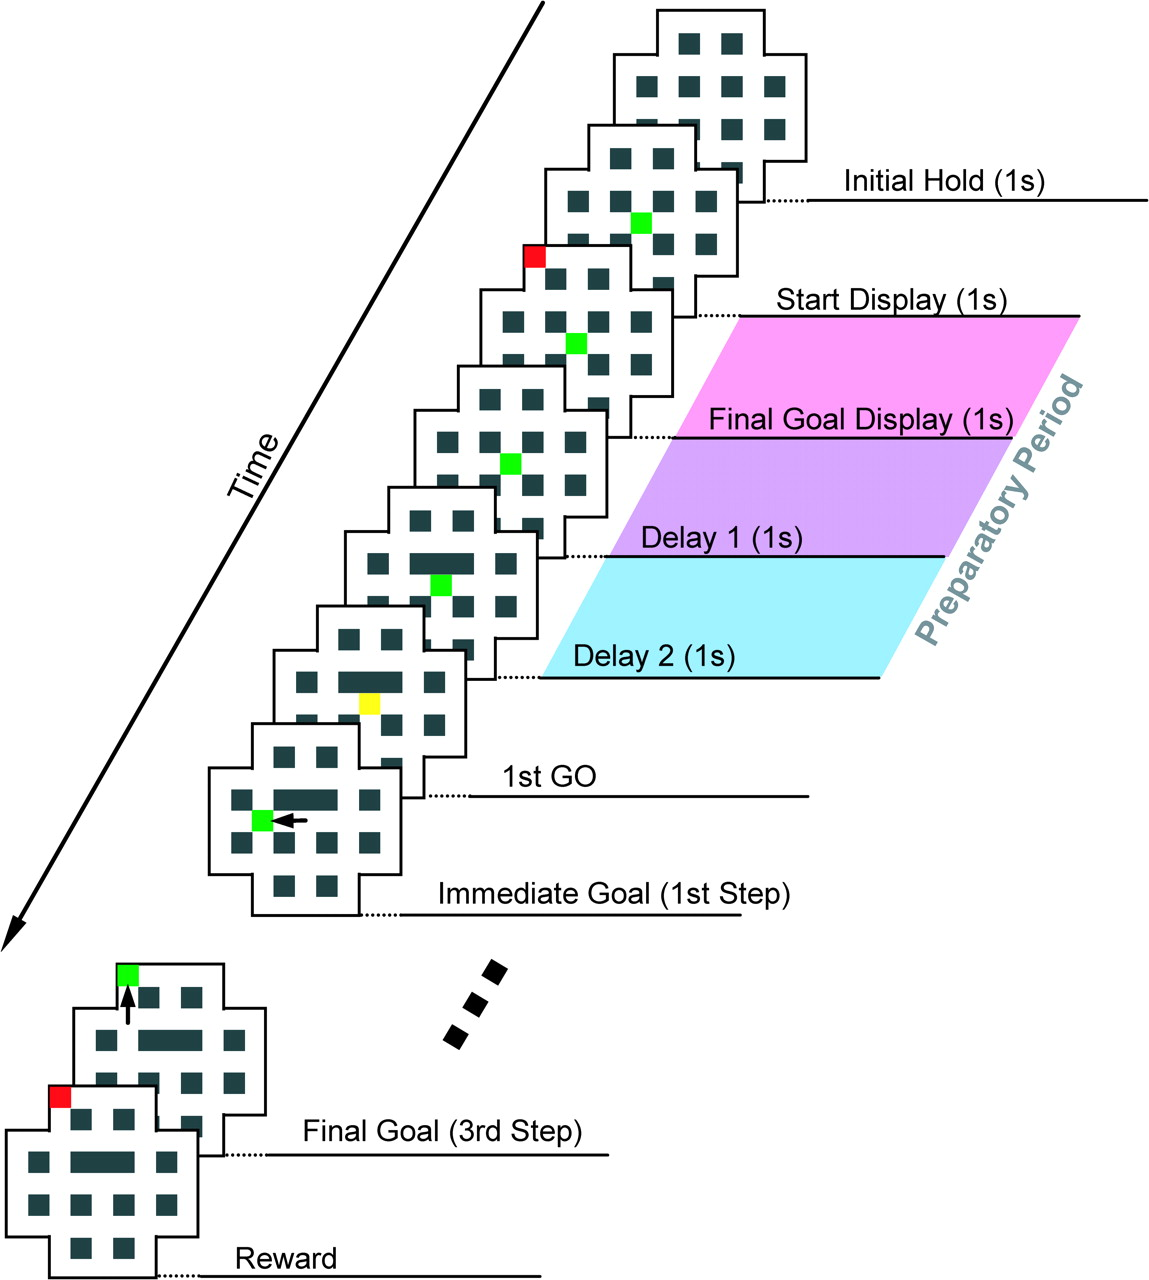 Initial Hold (1s)
Start Display (1s)
Final Goal Display (1s)
Preparatory Period
Time
Delay 1 (1s)
Delay 2 (1s)
1st GO
Immediate Goal (1st Step)
Final Goal (3rd Step)
Reward